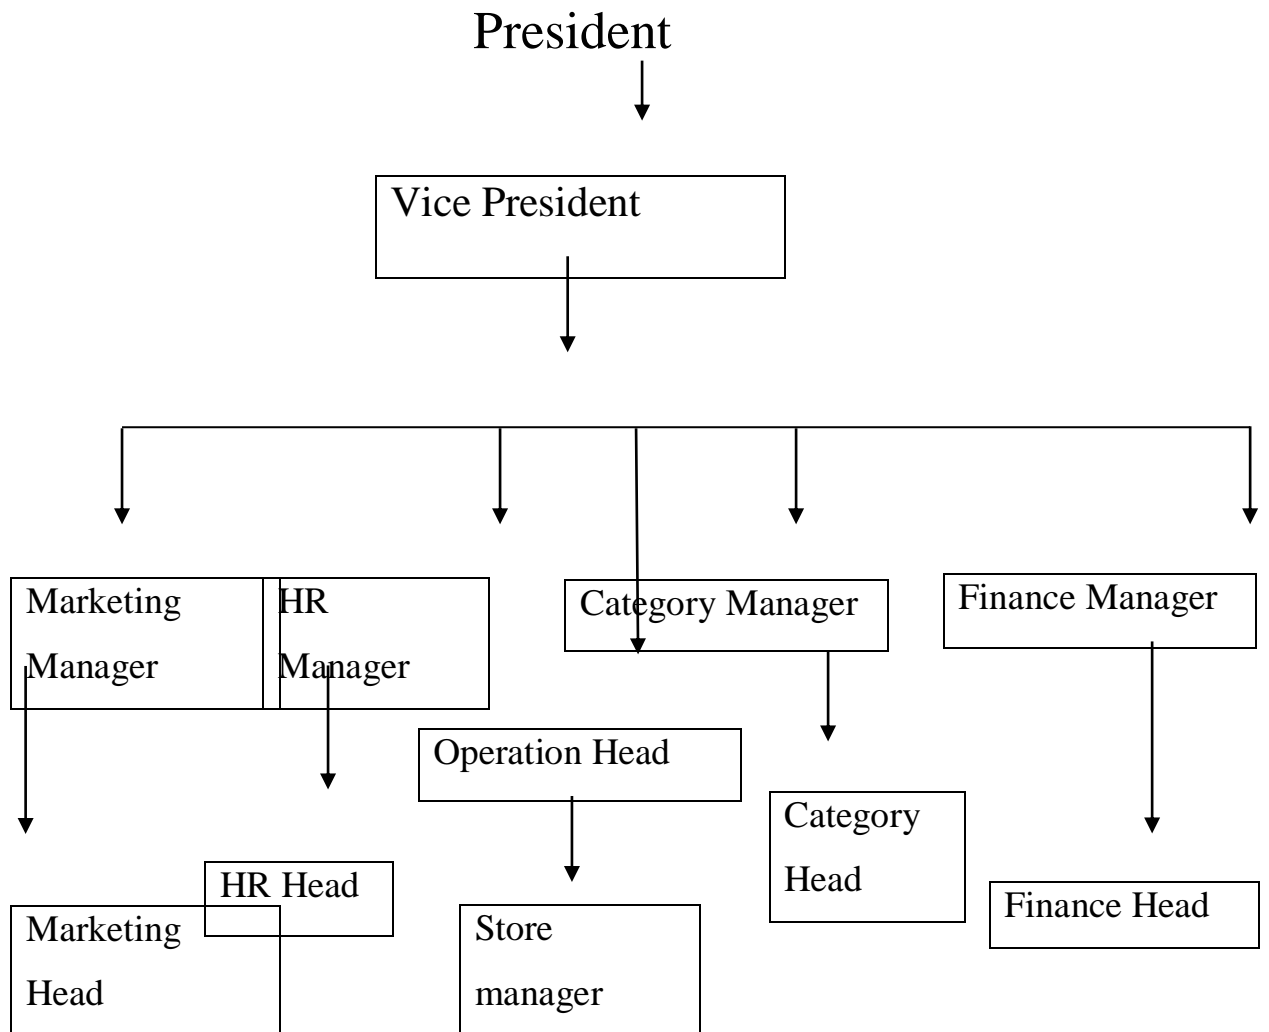 President
Vice President
Marketing
Manager
HR
Manager
Category Manager
Finance Manager
Operation Head
Category
Head
HR Head
Finance Head
Marketing
Head
Store
manager